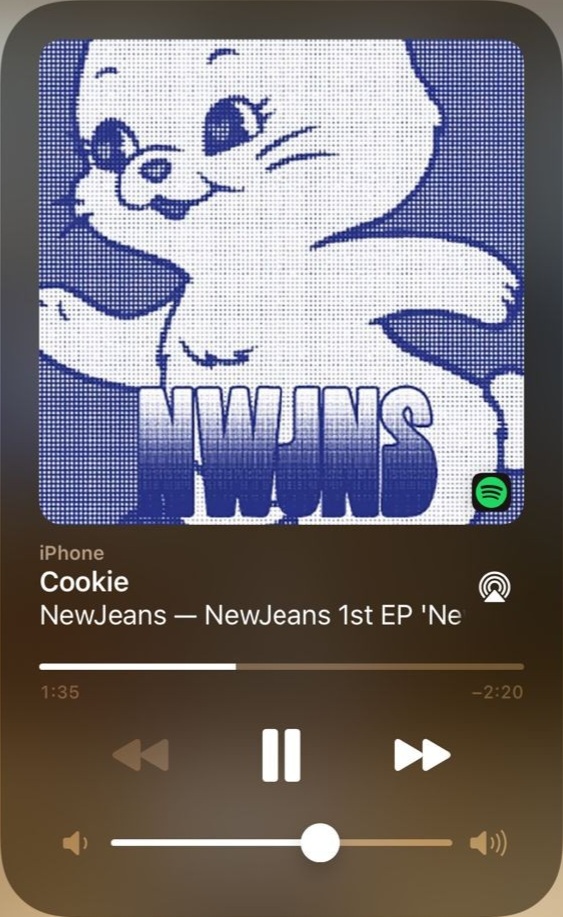 NWJNS
iPhone
Cookie
NewJeans — NewJeans 1st EP 'Ne
1:35
−2:20